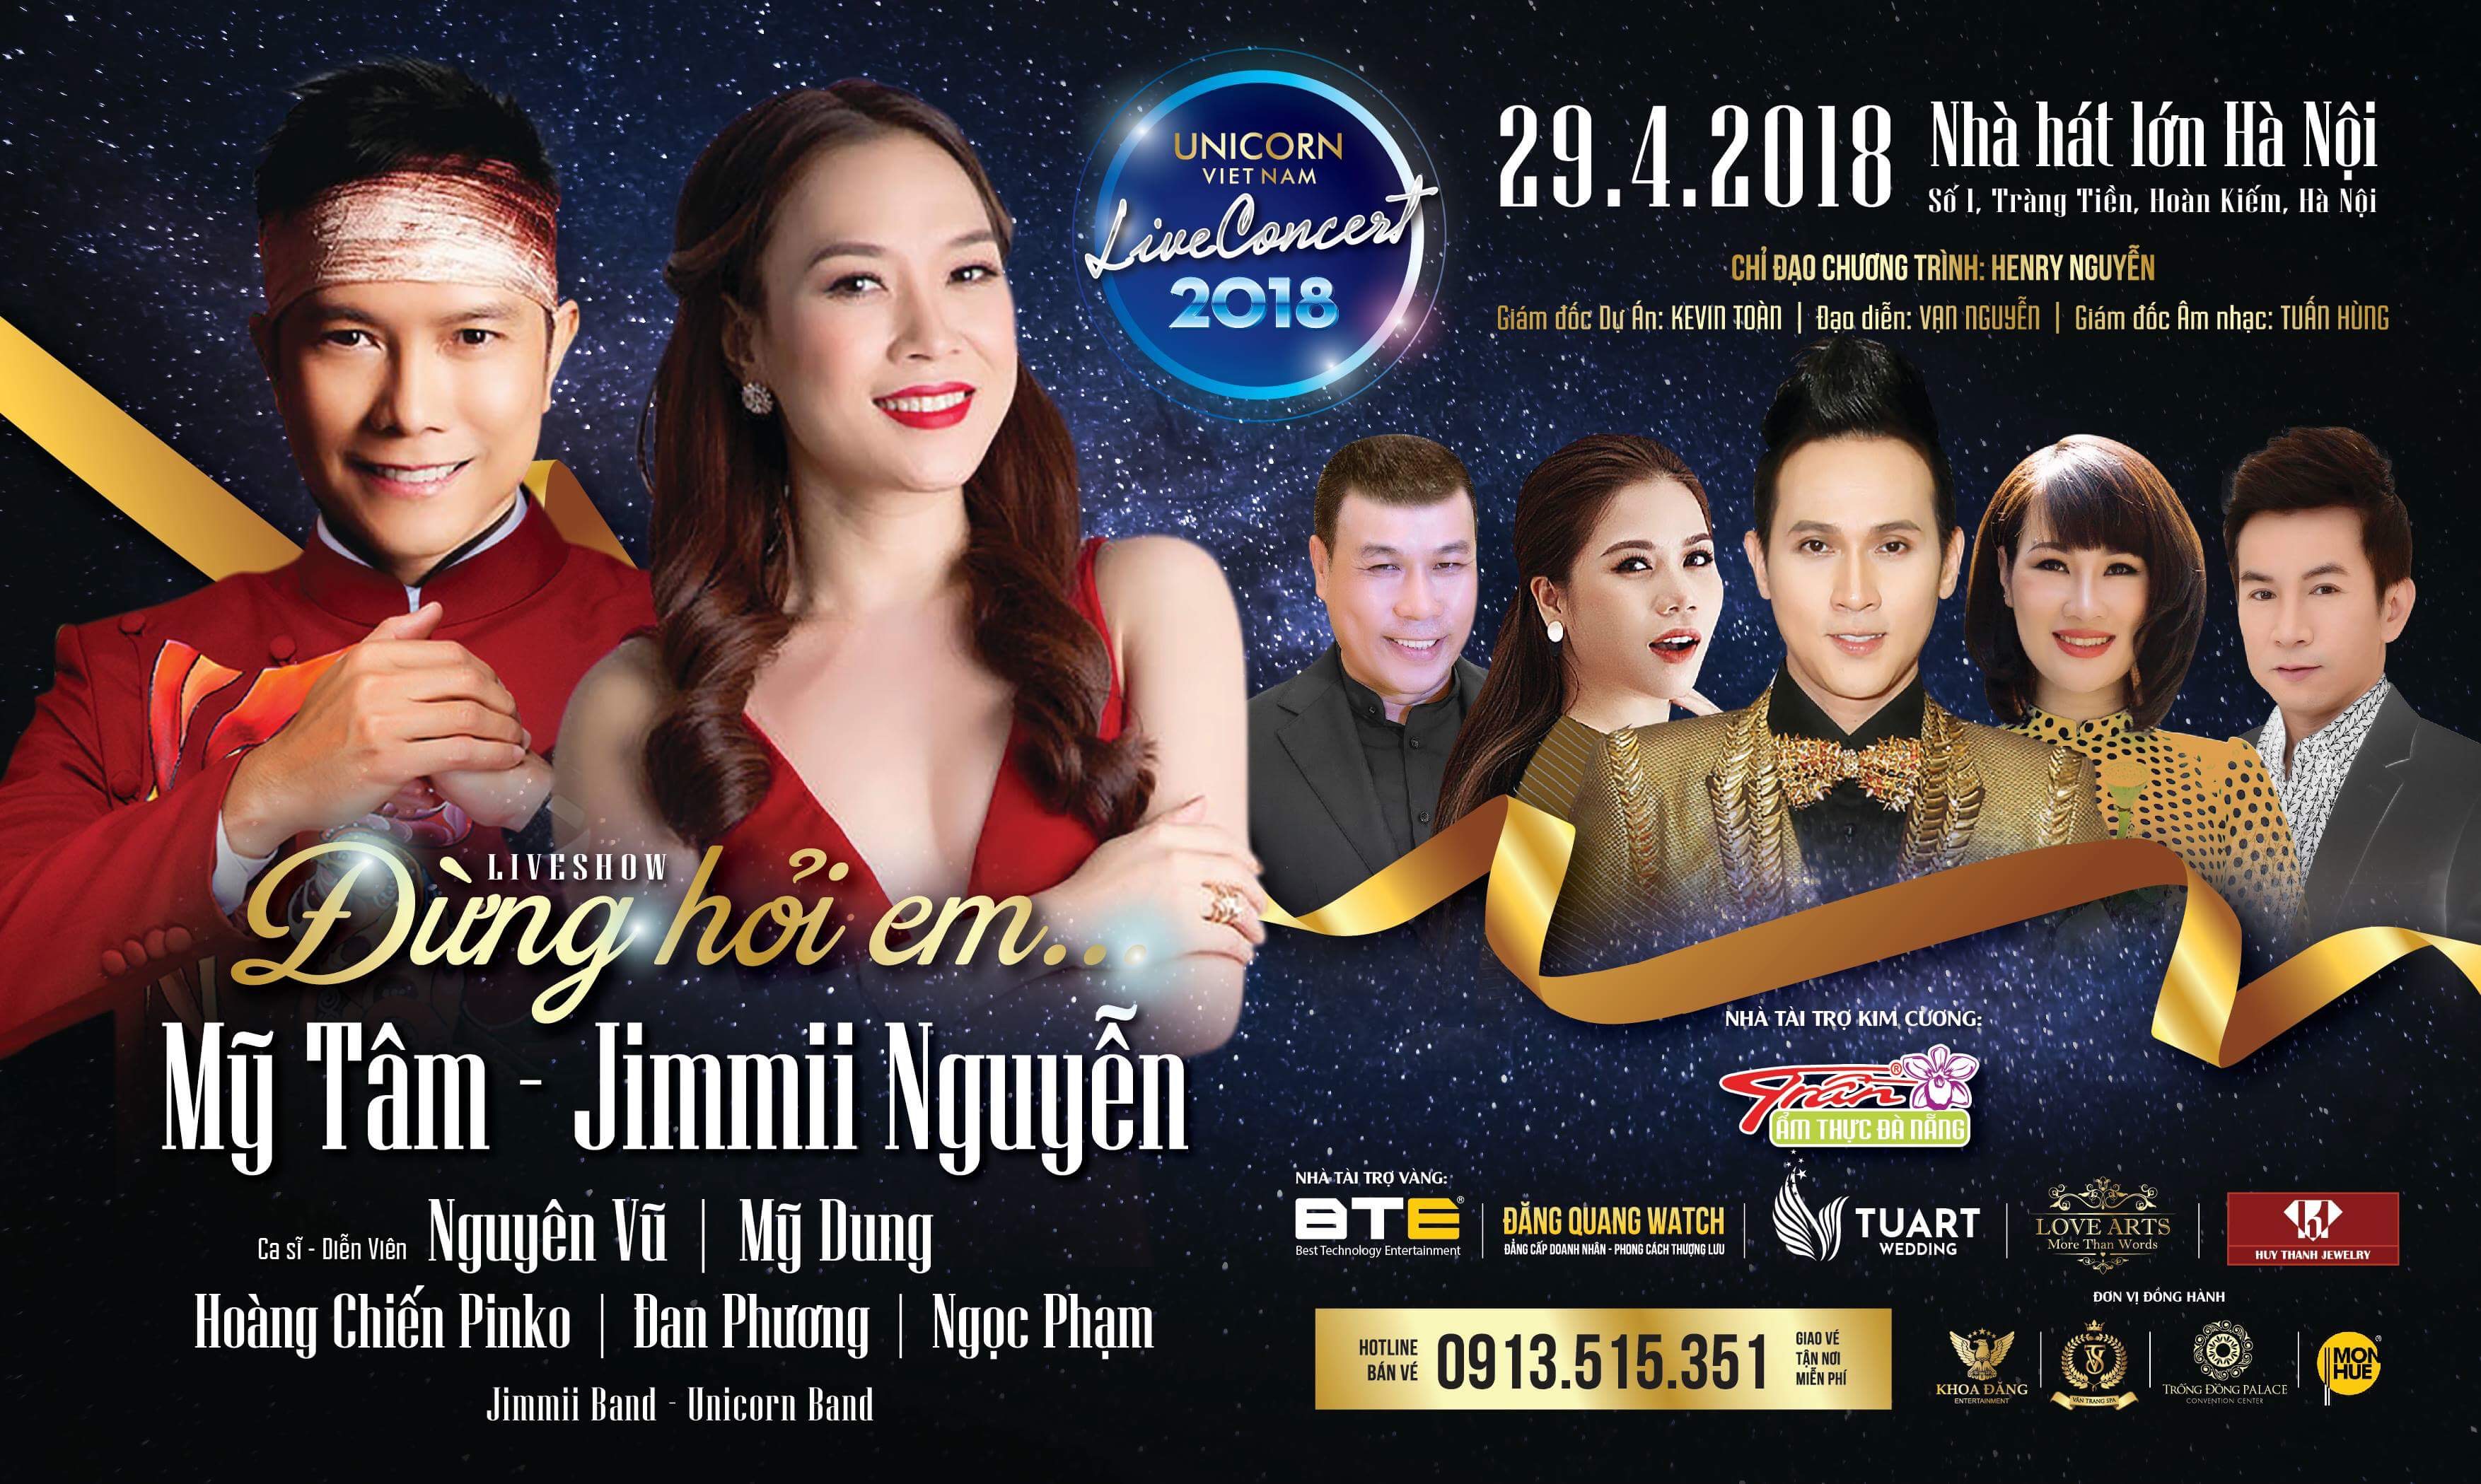 UNICORN
VIET NAM
LiveConcert
2018
29.4.2018
Nhà hát lớn Hà Nội
Số 1, Tràng Tiền, Hoàn Kiếm, Hà Nội
CHỈ ĐẠO CHƯƠNG TRÌNH: HENRY NGUYỄN
Giám đốc Dự Án: KEVIN TOÀN | Đạo diễn: VẠN NGUYỄN | Giám đốc Âm nhạc: TUẤN HÙNG
LIVESHOW
Đừng hỏi em...
Mỹ Tâm - Jimmii Nguyễn
Ca sĩ - Diễn Viên Nguyên Vũ | Mỹ Dung
Hoàng Chiến Pinko | Đan Phương | Ngọc Phạm
Jimmii Band - Unicorn Band
NHÀ TÀI TRỢ KIM CƯƠNG:
Trần®
ẨM THỰC ĐÀ NẴNG
NHÀ TÀI TRỢ VÀNG:
BTE®
Best Technology Entertainment
ĐĂNG QUANG WATCH
ĐẲNG CẤP DOANH NHÂN - PHONG CÁCH THƯỢNG LƯU
TUART
WEDDING
LOVE ARTS
More Than Words
HUY THANH JEWELRY
HOTLINE
BÁN VÉ
0913.515.351
GIAO VÉ
TẬN NƠI
MIỄN PHÍ
ĐƠN VỊ ĐỒNG HÀNH
KHOA ĐĂNG
ENTERTAINMENT
VÂN TRANG SPA
TRỐNG ĐỒNG PALACE
CONVENTION CENTER
MON
HUE®